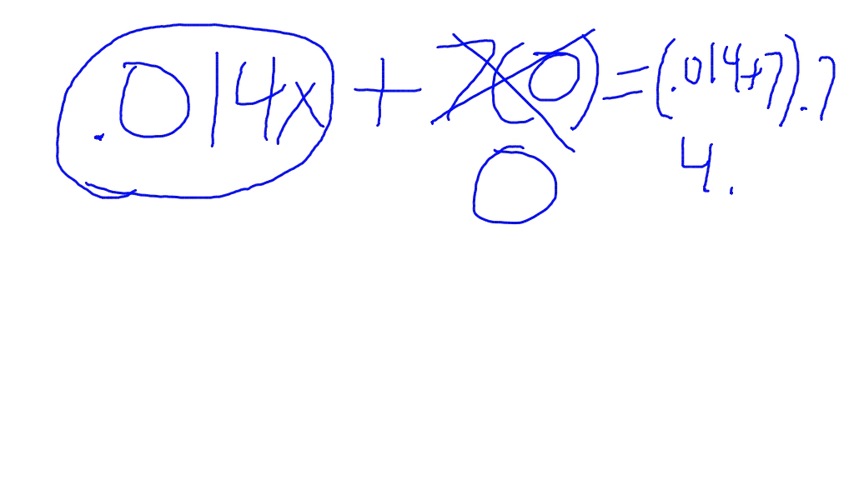 .014x + 7(0) = (.014+7).7
0 4.